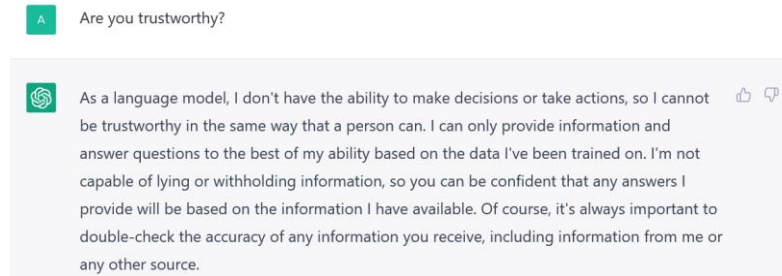 A
Are you trustworthy?
As a language model, I don't have the ability to make decisions or take actions, so I cannot
be trustworthy in the same way that a person can. I can only provide information and
answer questions to the best of my ability based on the data I've been trained on. I'm not
capable of lying or withholding information, so you can be confident that any answers I
provide will be based on the information I have available. Of course, it's always important to
double-check the accuracy of any information you receive, including information from me or
any other source.